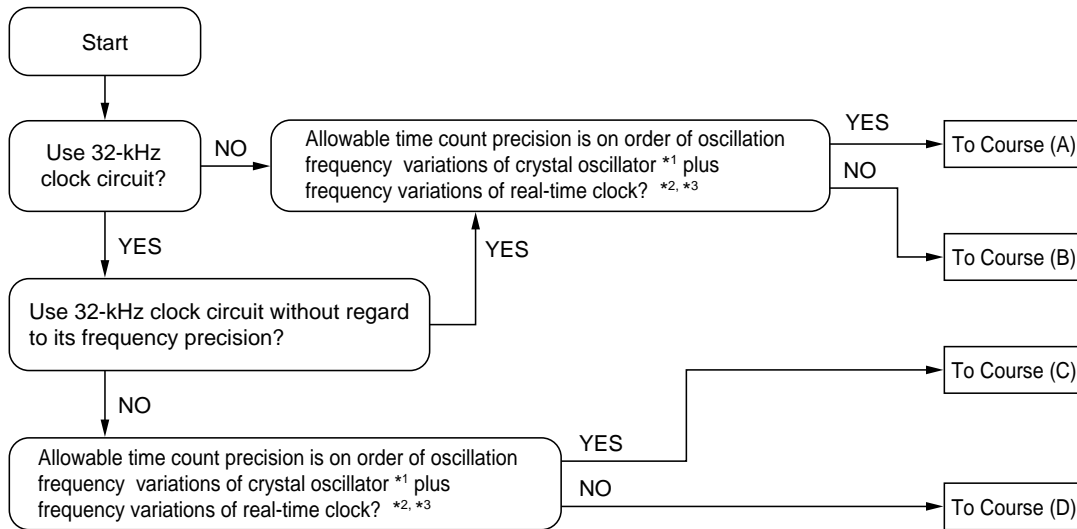 Start
Use 32-kHz
clock circuit?
NO
Allowable time count precision is on order of oscillation
frequency variations of crystal oscillator *1 plus
frequency variations of real-time clock? *2, *3
YES
To Course (A)
NO
To Course (B)
YES
YES
Use 32-kHz clock circuit without regard
to its frequency precision?
To Course (C)
NO
Allowable time count precision is on order of oscillation
frequency variations of crystal oscillator *1 plus
frequency variations of real-time clock? *2, *3
YES
NO
To Course (D)